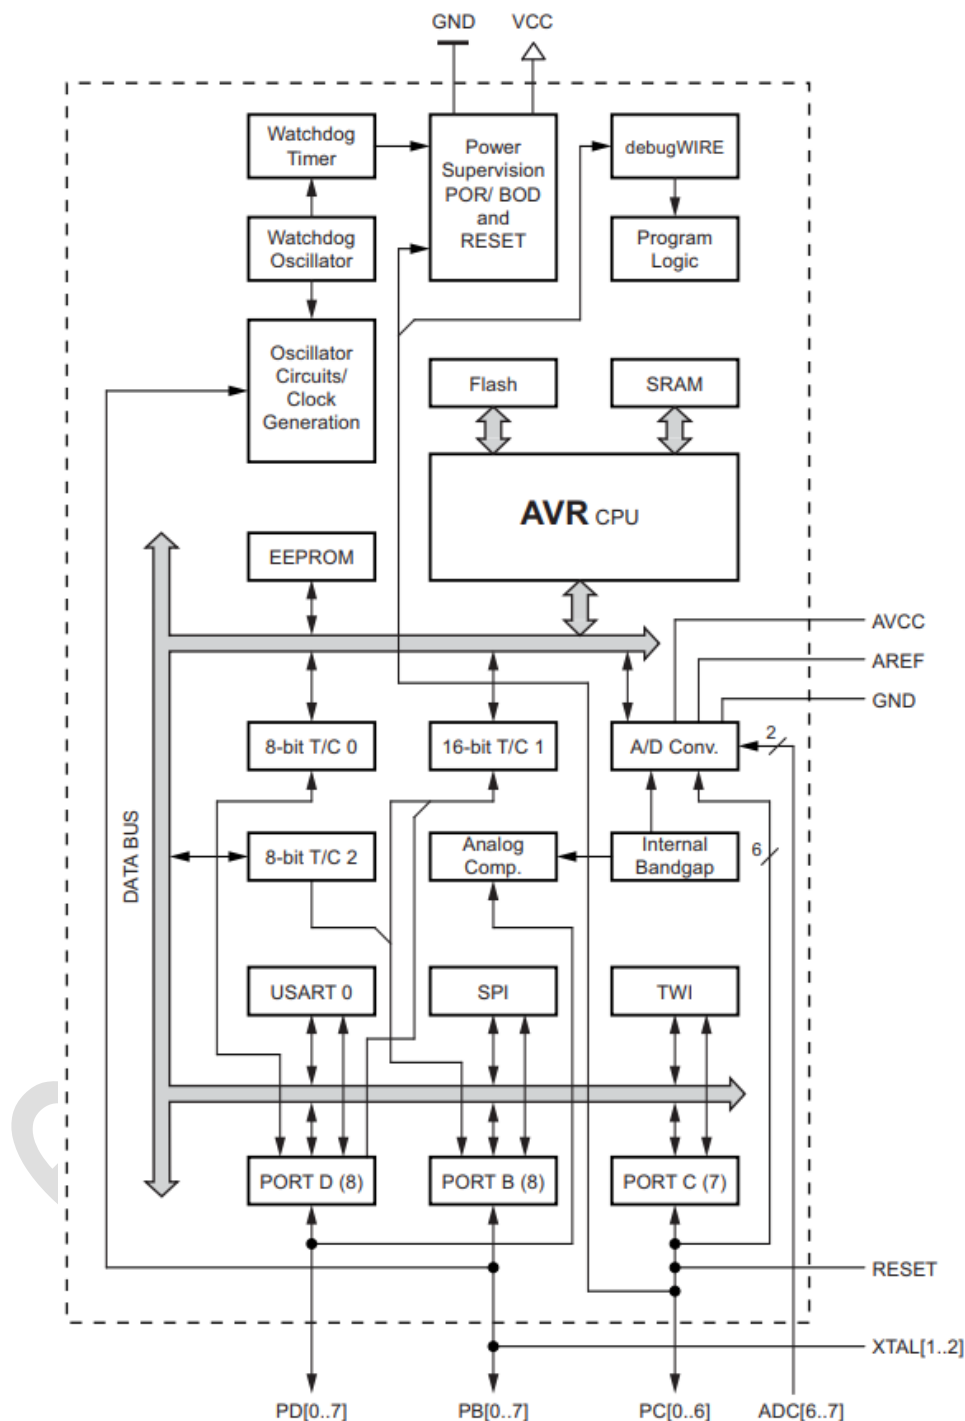 GND VCC
Watchdog
Timer
Power
Supervision
POR/ BOD
and
RESET
debugWIRE
Watchdog
Oscillator
Program
Logic
Oscillator
Circuits/
Clock
Generation
Flash
SRAM
AVR CPU
EEPROM
AVCC
AREF
GND
8-bit T/C 0
16-bit T/C 1
A/D Conv.
2
DATA BUS
8-bit T/C 2
Analog
Comp.
Internal
Bandgap
6
USART 0
SPI
TWI
PORT D (8)
PORT B (8)
PORT C (7)
RESET
XTAL[1..2]
PD[0..7]
PB[0..7]
PC[0..6]
ADC[6..7]